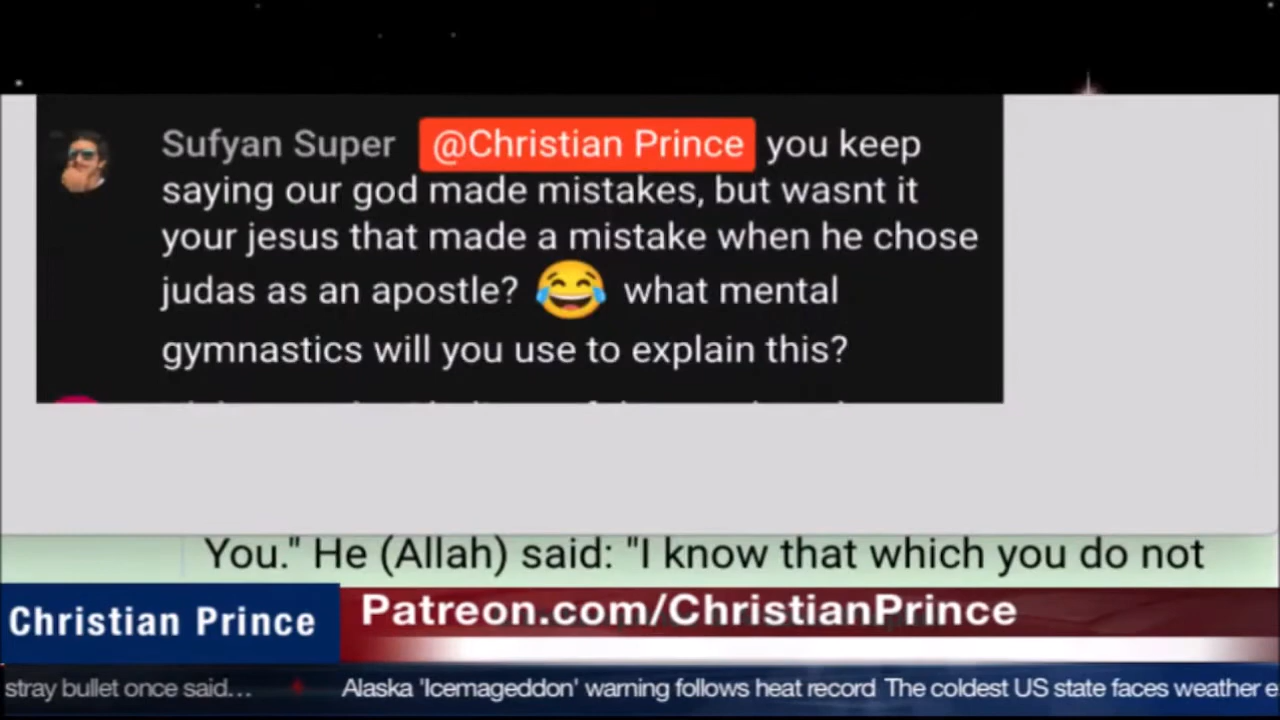 Sufyan Super @Christian Prince you keep
saying our god made mistakes, but wasnt it
your jesus that made a mistake when he chose
judas as an apostle? 😂 what mental
gymnastics will you use to explain this?
You." He (Allah) said: "I know that which you do not
Christian Prince
Patreon.com/ChristianPrince
stray bullet once said... Alaska 'Icemageddon' warning follows heat record The coldest US state faces weather e